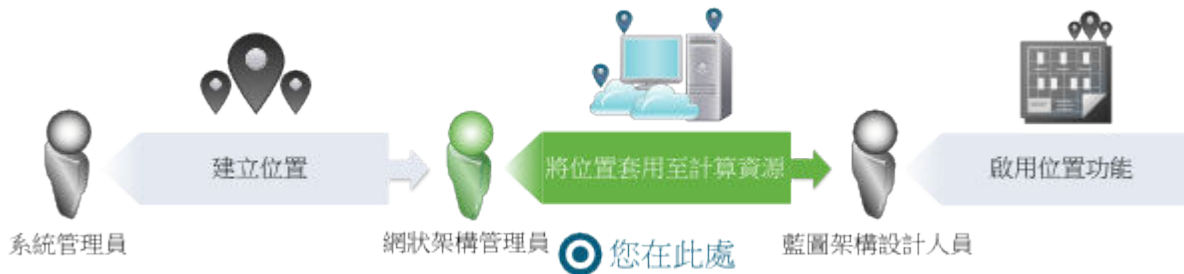 建立位置
將位置套用至計算資源
啟用位置功能
系統管理員
網狀架構管理員
您在此處
藍圖架構設計人員